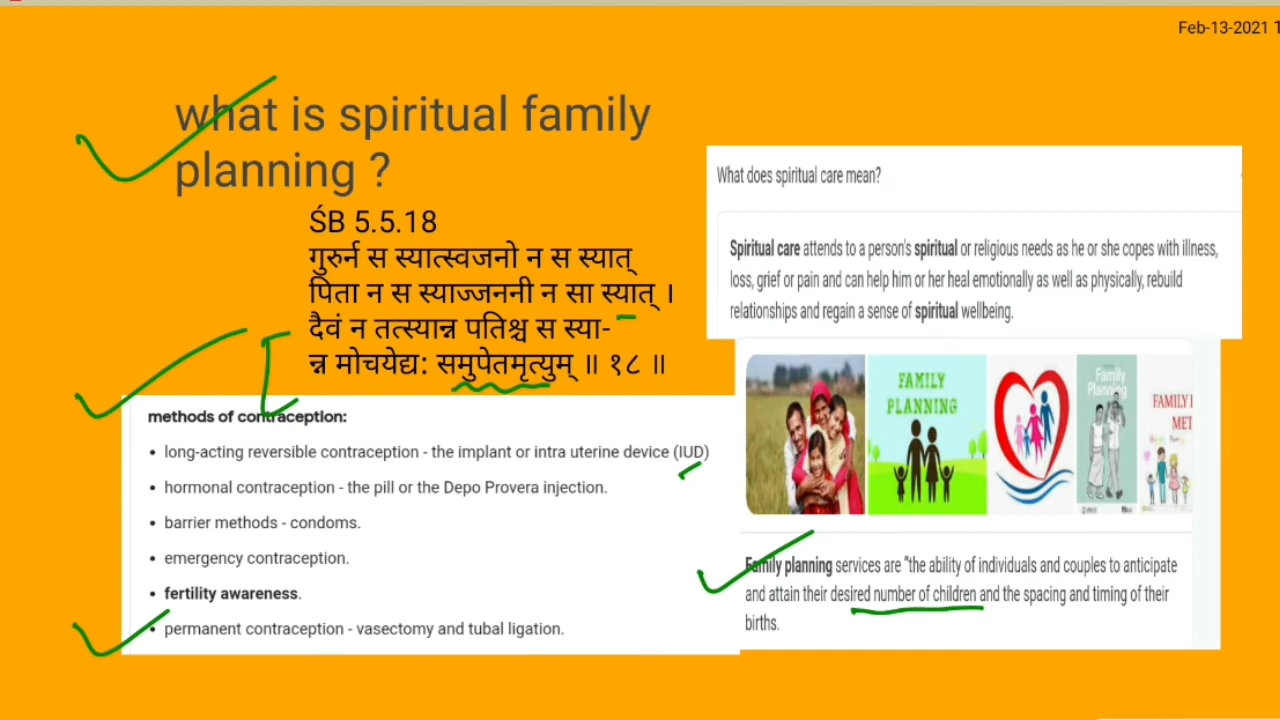 Feb-13-2021 1
what is spiritual family
planning ?
ŚB 5.5.18
गुरुर्न स स्यात्स्वजनो न स स्यात्
पिता न स स्याज्जननी न सा स्यात् ।
दैवं न तत्स्यान्न पतिश्च स स्या-
न्न मोचयेद्य: समुपेतमृत्युम् ॥ १८ ॥
methods of contraception:
• long-acting reversible contraception - the implant or intra uterine device (IUD)
• hormonal contraception - the pill or the Depo Provera injection.
• barrier methods - condoms.
• emergency contraception.
• fertility awareness.
• permanent contraception - vasectomy and tubal ligation.
What does spiritual care mean?
Spiritual care attends to a person's spiritual or religious needs as he or she copes with illness,
loss, grief or pain and can help him or her heal emotionally as well as physically, rebuild
relationships and regain a sense of spiritual wellbeing.
FAMILY
PLANNING
Family
Planning
FAMILY
MET
Family planning services are “the ability of individuals and couples to anticipate
and attain their desired number of children and the spacing and timing of their
births.